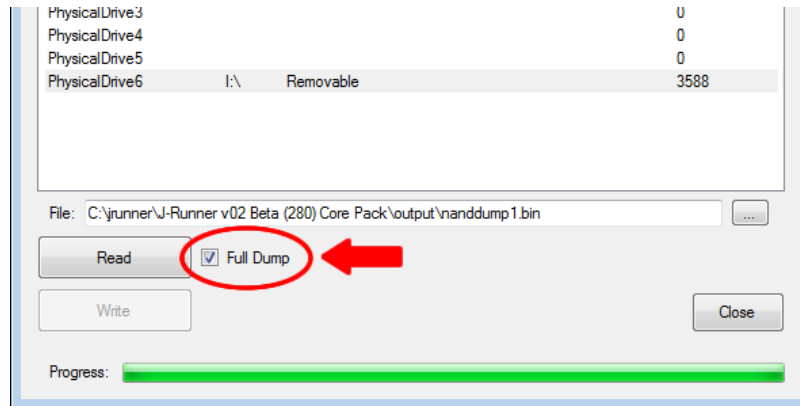 PhysicalDrive3 0
PhysicalDrive4 0
PhysicalDrive5 0
PhysicalDrive6 I:\ Removable 3588
File: C:\jrunner\J-Runner v02 Beta (280) Core Pack\output\nanddump1.bin ...
Read Full Dump
Write Close
Progress: